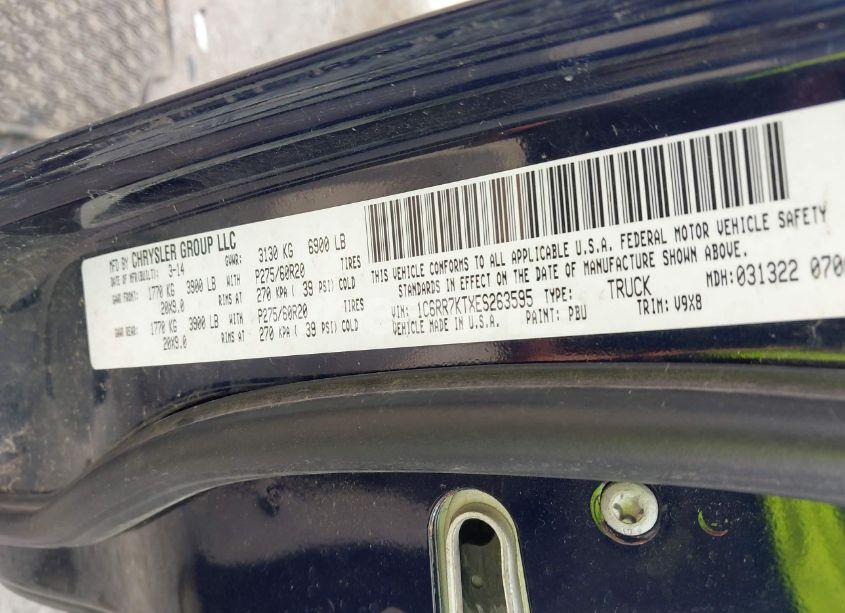 MFD BY CHRYSLER GROUP LLC
DATE OF MFR(BUILT): 3-14 GVWR: 3130 KG 6900 LB
GAWR FRONT: 1770 KG 3900 LB WITH P275/60R20 TIRES
20X9.0 RIMS AT 270 KPA ( 39 PSI) COLD
GAWR REAR: 1770 KG 3900 LB WITH P275/60R20 TIRES
20X9.0 RIMS AT 270 KPA ( 39 PSI) COLD
THIS VEHICLE CONFORMS TO ALL APPLICABLE U.S.A. FEDERAL MOTOR VEHICLE SAFETY
STANDARDS IN EFFECT ON THE DATE OF MANUFACTURE SHOWN ABOVE.
MDH:031322
VIN: 1C6RR7KTXES263595 TYPE: TRUCK
VEHICLE MADE IN U.S.A. PAINT: PBU TRIM: V9X8